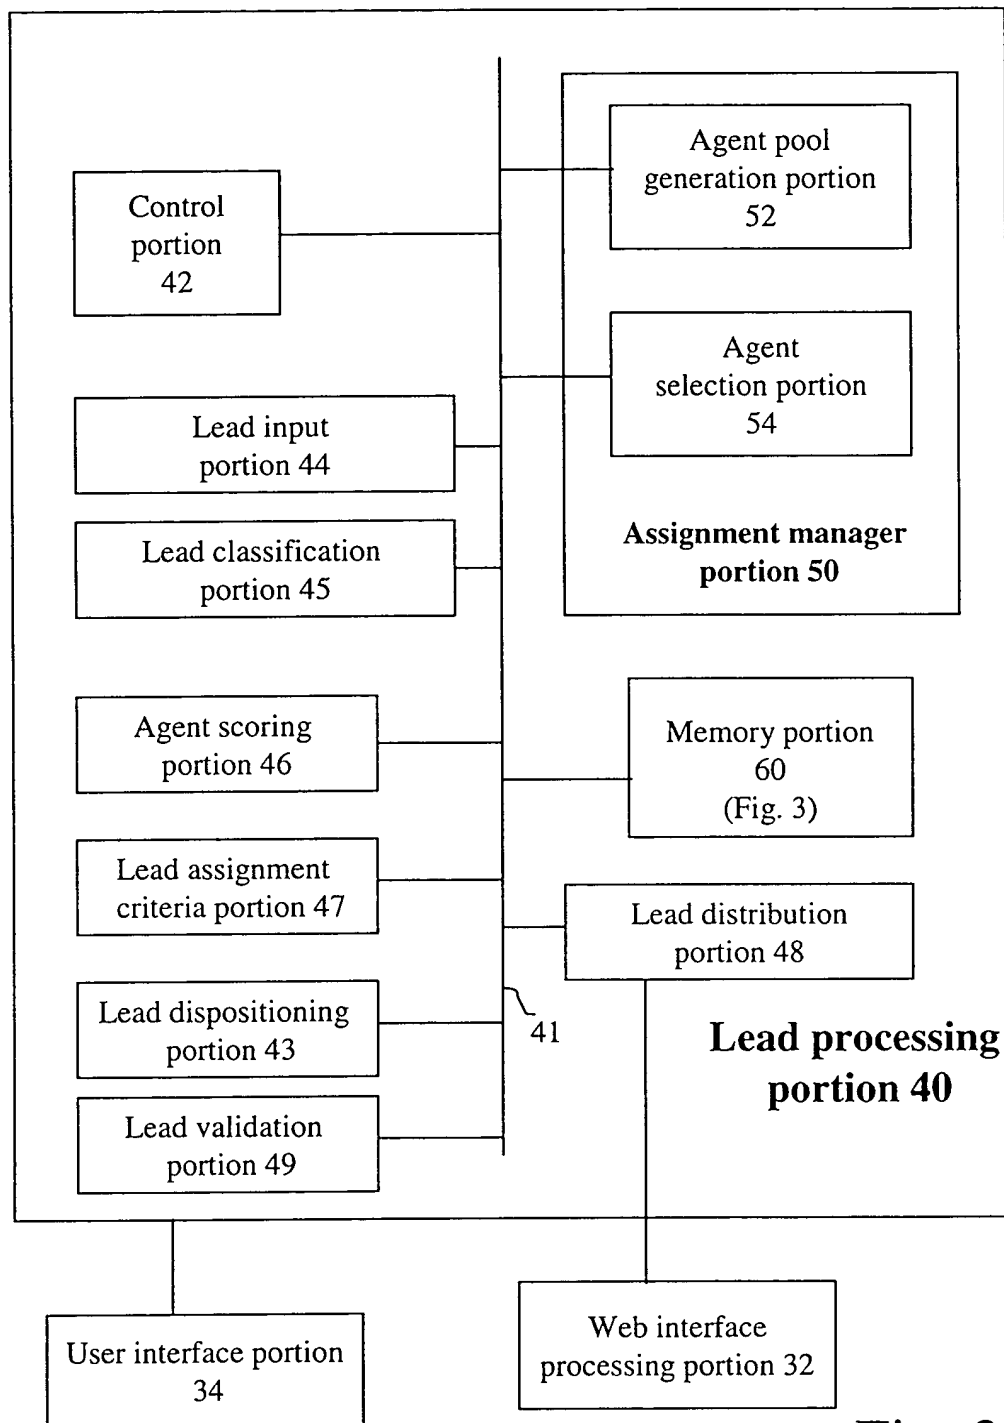 Control
portion
42
Agent pool
generation portion
52
Agent
selection portion
54
Assignment manager
portion 50
Lead input
portion 44
Lead classification
portion 45
Agent scoring
portion 46
Memory portion
60
(Fig. 3)
Lead assignment
criteria portion 47
Lead distribution
portion 48
Lead dispositioning
portion 43
41
Lead processing
portion 40
Lead validation
portion 49
User interface portion
34
Web interface
processing portion 32